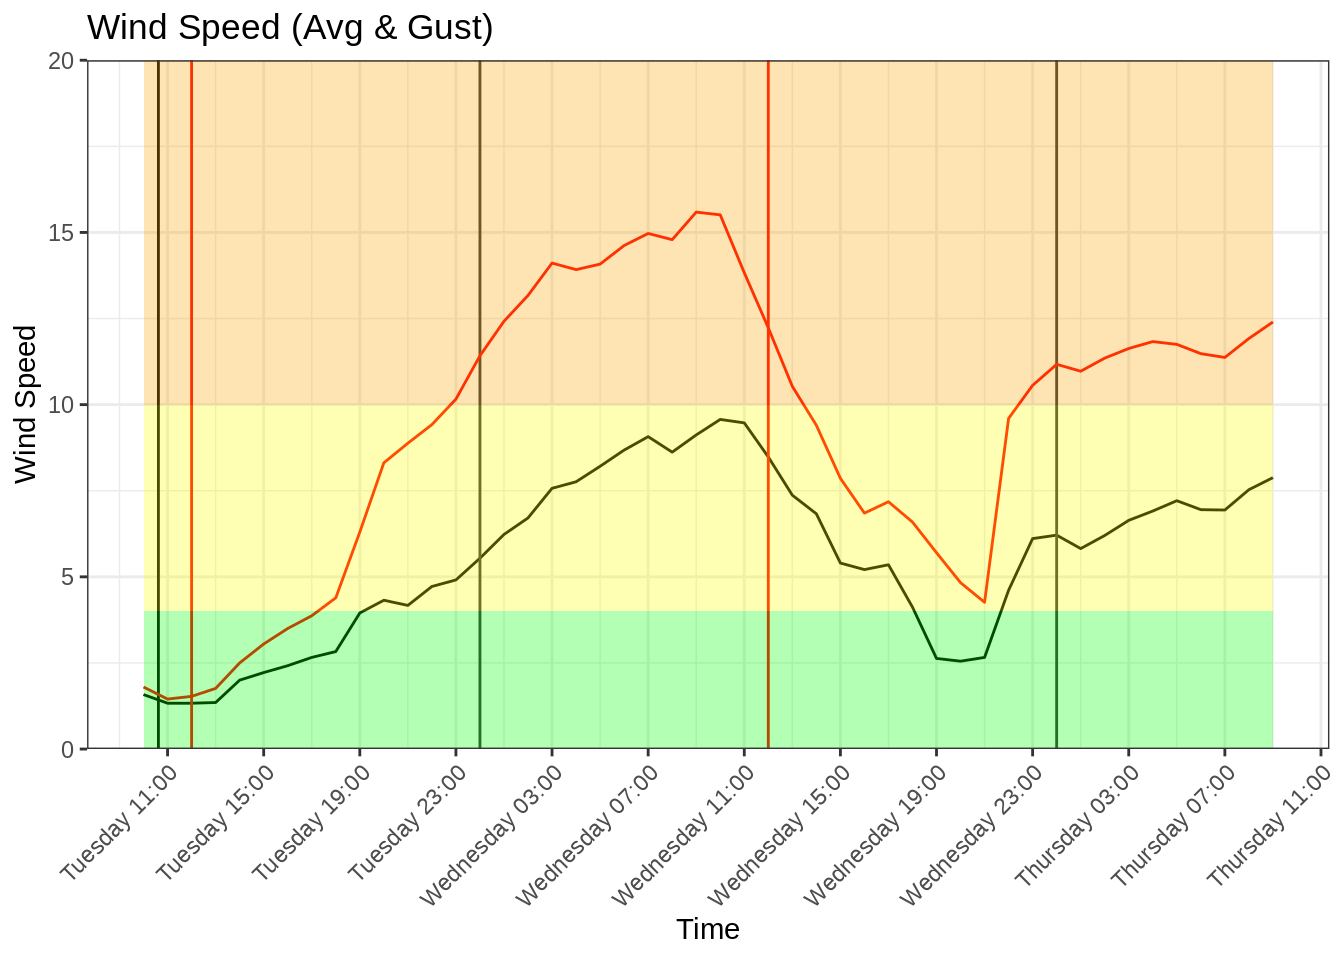 Wind Speed (Avg & Gust)
Wind Speed
20
15
10
5
0
Tuesday 11:00
Tuesday 15:00
Tuesday 19:00
Tuesday 23:00
Wednesday 03:00
Wednesday 07:00
Wednesday 11:00
Wednesday 15:00
Wednesday 19:00
Wednesday 23:00
Thursday 03:00
Thursday 07:00
Thursday 11:00
Time